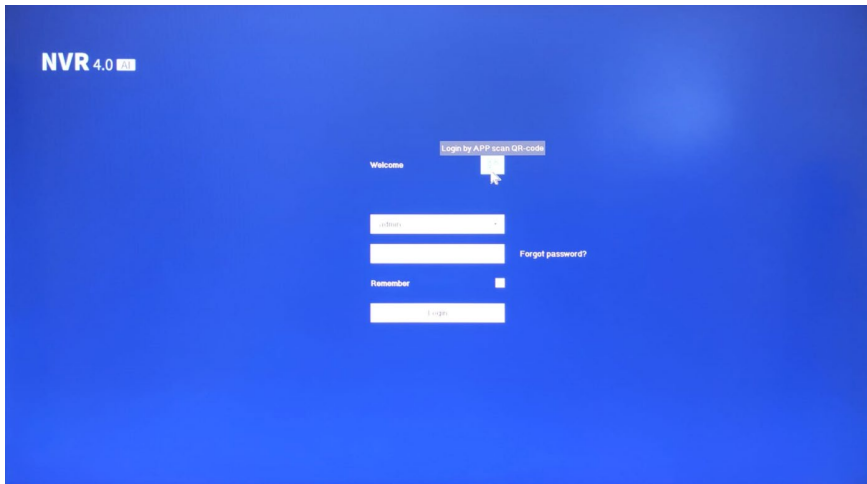 NVR 4.0 AI
Login by APP scan QR-code
Welcome
admin
Forgot password?
Remember
Login